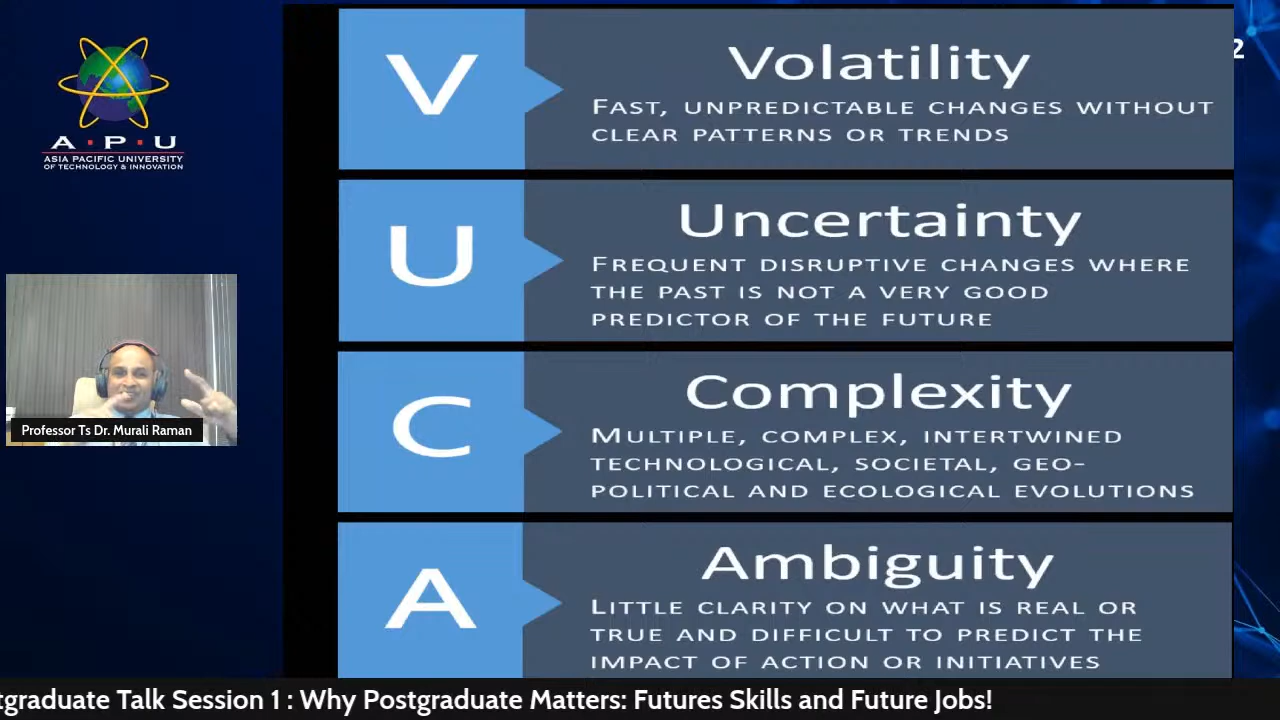 A·P·U
ASIA PACIFIC UNIVERSITY
OF TECHNOLOGY & INNOVATION
Professor Ts Dr. Murali Raman
2
V
Volatility
FAST, UNPREDICTABLE CHANGES WITHOUT
CLEAR PATTERNS OR TRENDS
U
Uncertainty
FREQUENT DISRUPTIVE CHANGES WHERE
THE PAST IS NOT A VERY GOOD
PREDICTOR OF THE FUTURE
C
Complexity
MULTIPLE, COMPLEX, INTERTWINED
TECHNOLOGICAL, SOCIETAL, GEO-
POLITICAL AND ECOLOGICAL EVOLUTIONS
A
Ambiguity
LITTLE CLARITY ON WHAT IS REAL OR
TRUE AND DIFFICULT TO PREDICT THE
IMPACT OF ACTION OR INITIATIVES
tgraduate Talk Session 1 : Why Postgraduate Matters: Futures Skills and Future Jobs!